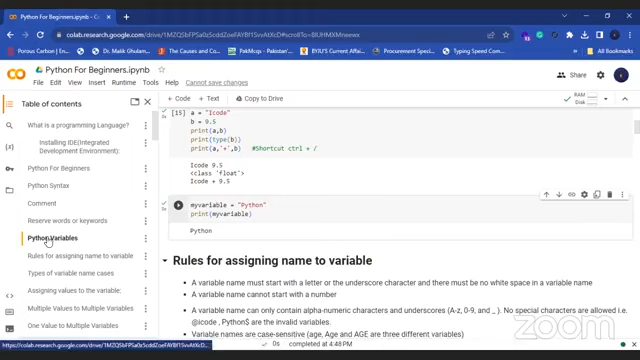 Python For Beginners.ipynb - Col
colab.research.google.com/drive/1MZQYbFPSa0zScddZoeFAYBf15vvAtXcD#scrollTo=BIUHMXMneewx
Dr. Malik Ghulam
The Causes and Co
PakMcqs - Pakistan
BYJU'S Current Affa
Procurement Speci
Typing Speed Com
All Bookmarks
Python For Beginners.ipynb
File Edit View Insert Runtime Tools Help Cannot save changes
Share
Table of contents
+ Code + Text Copy to Drive
RAM
Disk
What is a programming Language?
Installing IDE(Integrated
Development Environment):
Python For Beginners
Python Syntax
Comment
Reserve words or keywords
Python Variables
Rules for assigning name to variable
Types of variable name cases
Assigning values to the variable;
Multiple Values to Multiple Variables
One Value to Multiple Variables
[15] a = "Icode"
b = 9.5
print(a,b)
print(type(b))
print(a,'+',b) #Shortcut ctrl + /
Icode 9.5
<class 'float'>
Icode + 9.5
myvariable = "Python"
print(myvariable)
Python
Rules for assigning name to variable
• A variable name must start with a letter or the underscore character and there must be no white space in a variable name
• A variable name cannot start with a number
• A variable name can only contain alpha-numeric characters and underscores (A-z, 0-9, and _ ). No special characters are allowed i.e.
@icode , Python$ are the invalid variables.
• Variable names are case-sensitive (age, Age and AGE are three different variables)
0s completed at 4:48 PM
zoom